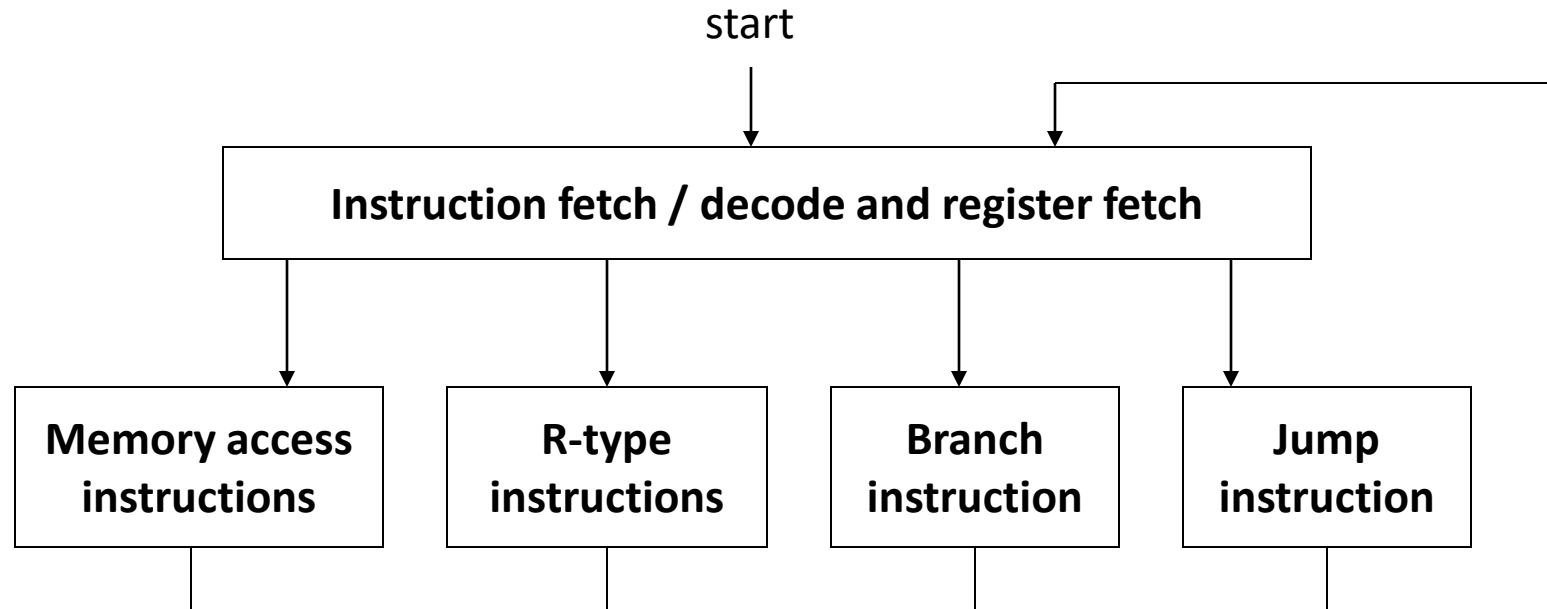 start
Instruction fetch / decode and register fetch
Memory access
instructions
R-type
instructions
Branch
instruction
Jump
instruction